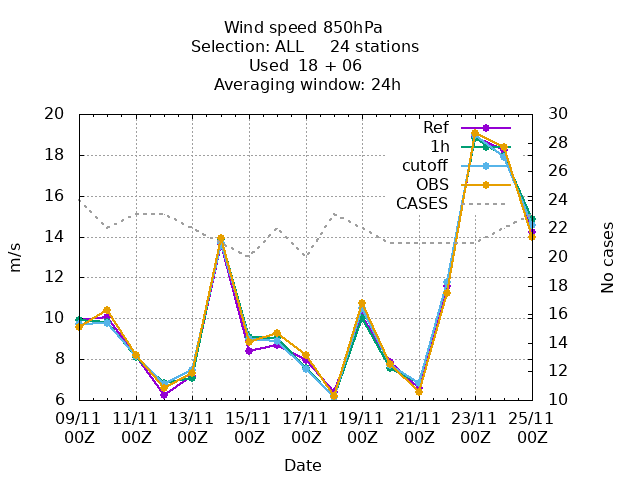 Wind speed 850hPa
Selection: ALL 24 stations
Used 18 + 06
Averaging window: 24h
20 30
18 28
16 26
14 24
12 22
10 20
8 18
6 16
14
12
10
Ref
1h
cutoff
OBS
CASES
m/s
No cases
09/11 11/11 13/11 15/11 17/11 19/11 21/11 23/11 25/11
00Z 00Z 00Z 00Z 00Z 00Z 00Z 00Z 00Z
Date